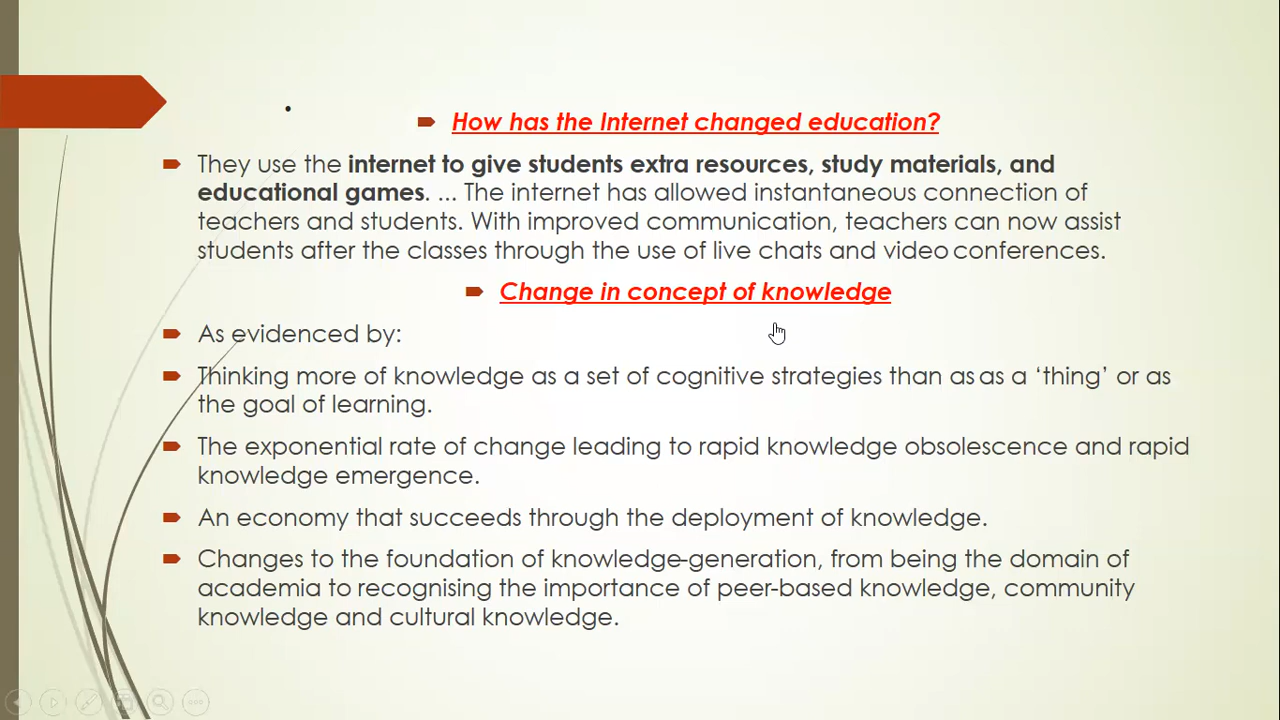 How has the Internet changed education?
They use the internet to give students extra resources, study materials, and
educational games. ... The internet has allowed instantaneous connection of
teachers and students. With improved communication, teachers can now assist
students after the classes through the use of live chats and video conferences.
Change in concept of knowledge
As evidenced by:
Thinking more of knowledge as a set of cognitive strategies than as as a ‘thing’ or as
the goal of learning.
The exponential rate of change leading to rapid knowledge obsolescence and rapid
knowledge emergence.
An economy that succeeds through the deployment of knowledge.
Changes to the foundation of knowledge-generation, from being the domain of
academia to recognising the importance of peer-based knowledge, community
knowledge and cultural knowledge.